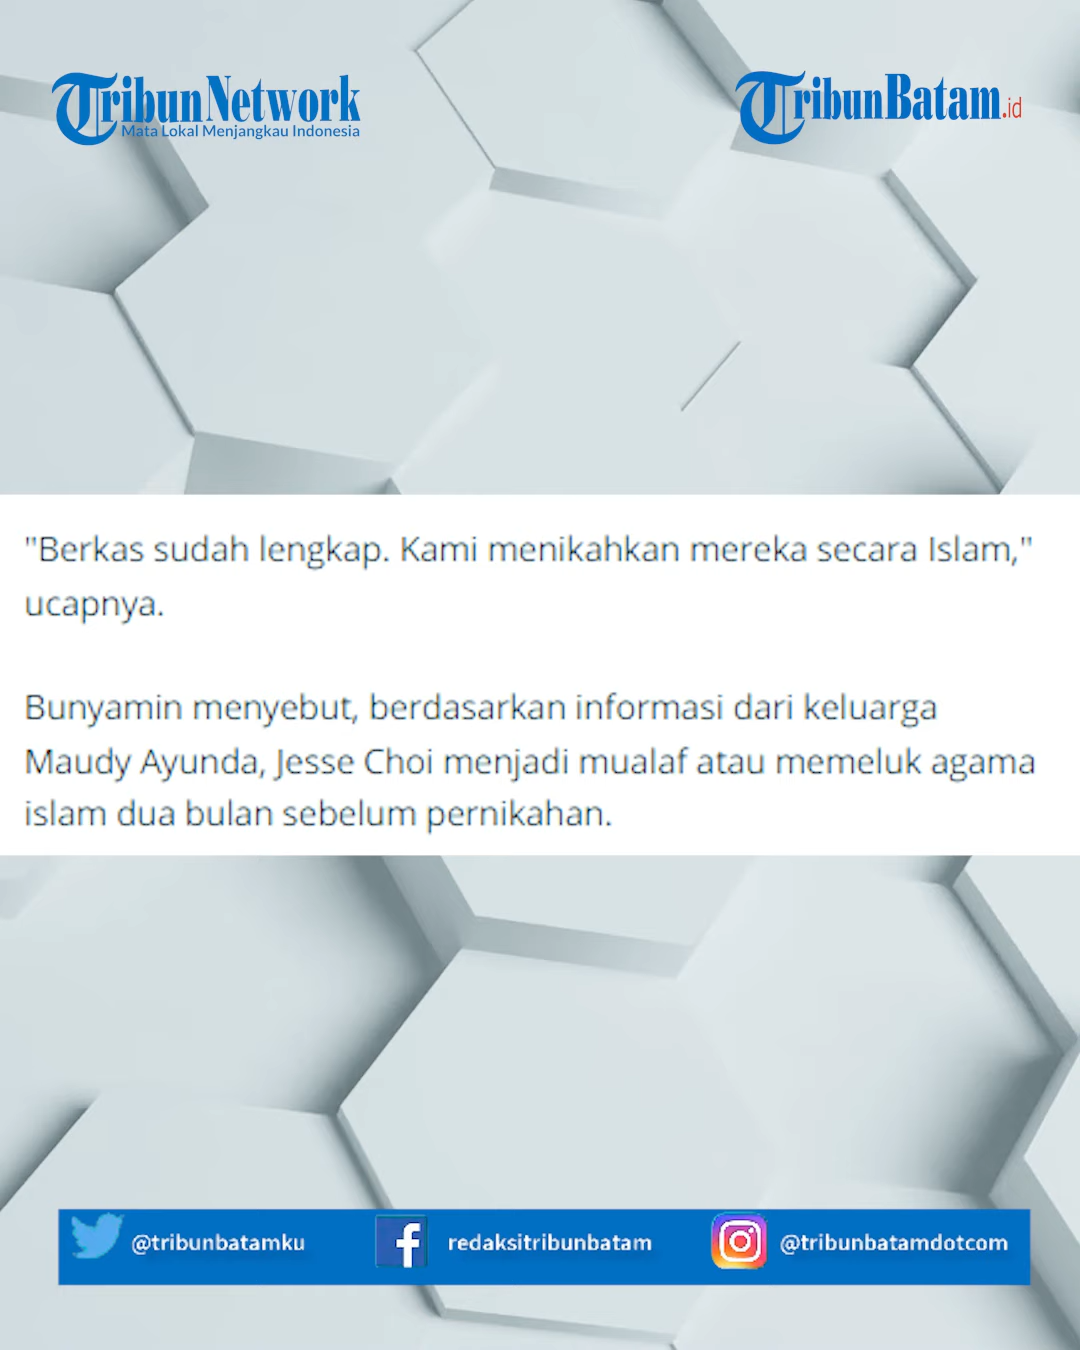 Tribun Network
Mata Lokal Menjangkau Indonesia
TribunBatam.id
"Berkas sudah lengkap. Kami menikahkan mereka secara Islam,"
ucapnya.
Bunyamin menyebut, berdasarkan informasi dari keluarga
Maudy Ayunda, Jesse Choi menjadi mualaf atau memeluk agama
islam dua bulan sebelum pernikahan.
@tribunbatamku
redaksitribunbatam
@tribunbatamdotcom